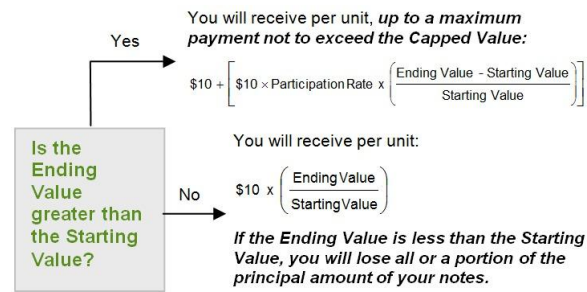 You will receive per unit, up to a maximum
payment not to exceed the Capped Value:
Yes
$10 + [ $10 × Participation Rate x ( Ending Value - Starting Value / Starting Value ) ]
Is the
Ending
Value
greater than
the Starting
Value?
No
You will receive per unit:
$10 x ( Ending Value / Starting Value )
If the Ending Value is less than the Starting
Value, you will lose all or a portion of the
principal amount of your notes.